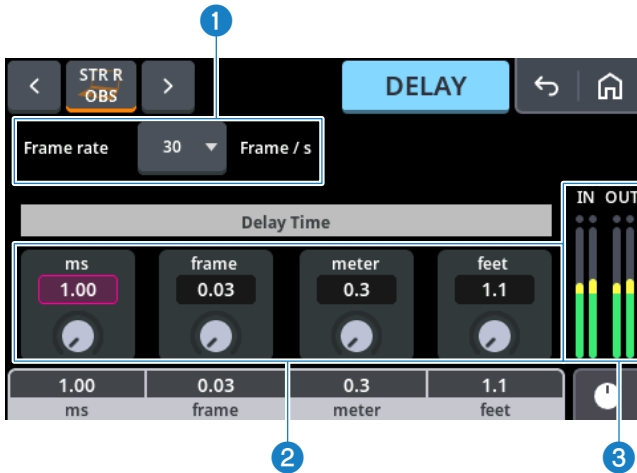 1
STR R
OBS
DELAY
Frame rate 30 Frame / s
IN OUT
Delay Time
ms frame meter feet
1.00 0.03 0.3 1.1
1.00 0.03 0.3 1.1
ms frame meter feet
2 3